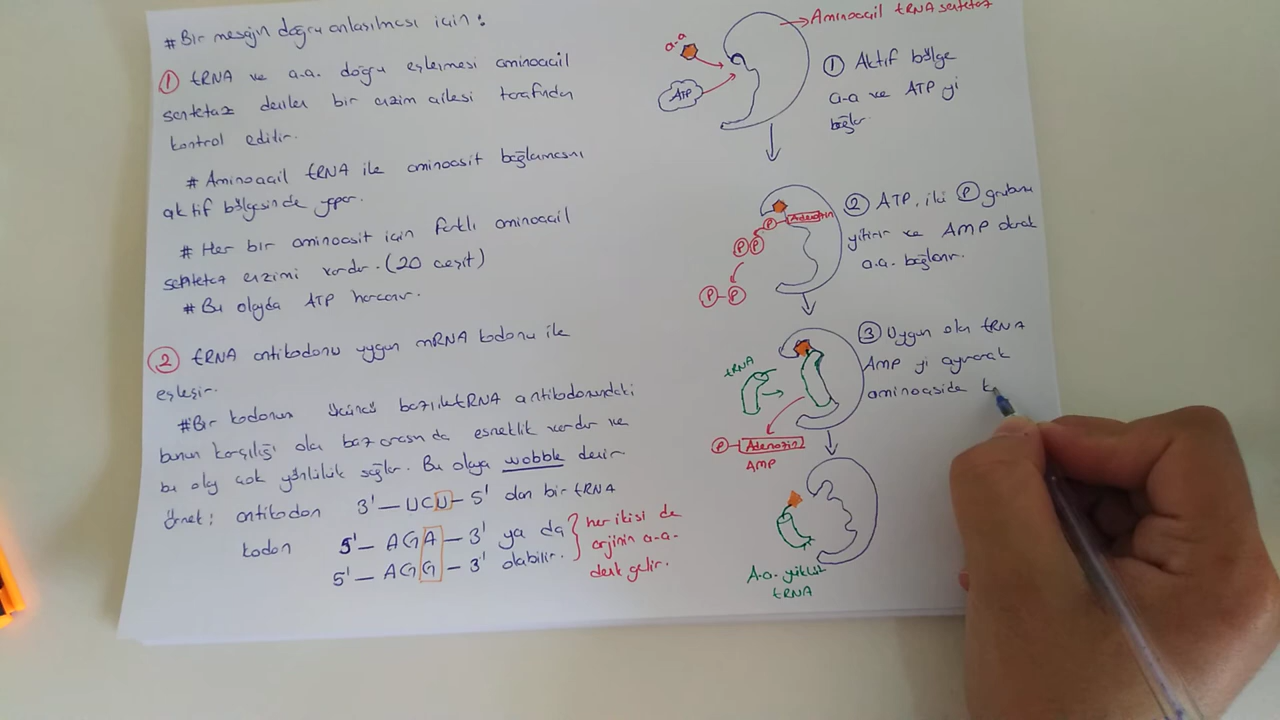 # Bir mesajın doğru anlaşılması için:
① tRNA ve a.a. doğru eşleşmesi aminoaçil
sentetaz denilen bir enzim ailesi tarafından
kontrol edilir.
# Aminoaçil tRNA ile aminoasit bağlamasını
aktif bölgesinde yapar.
# Her bir aminoasit için farklı aminoaçil
sentetaz enzimi vardır. (20 çeşit)
# Bu olayda ATP harcanır.
② tRNA antikodonu uygun mRNA kodonu ile
eşleşir.
# Bir kodonun üçüncü bazı ile tRNA antikodonundaki
bunun karşılığı olan baz arasında esneklik vardır ve
bu olay çok yönlülük sağlar. Bu olaya wobble denir
Örnek: antikodon 3' — UCU — 5' olan bir tRNA
kodon 5' — AGA — 3' ya da
5' — AGG — 3' olabilir.
her ikisi de
arjinin a.a.
denk gelir.
Aminoaçil tRNA sentetaz
a.a
ATP
① Aktif bölge
a.a ve ATP yi
bağlar.
P Adenozin
P P
P-P
② ATP, iki P grubunu
yitirir ve AMP olarak
a.a. bağlanır.
tRNA
P Adenozin
AMP
③ Uygun olan tRNA
AMP yi ayırarak
aminoaside
A.a. yüklü
tRNA